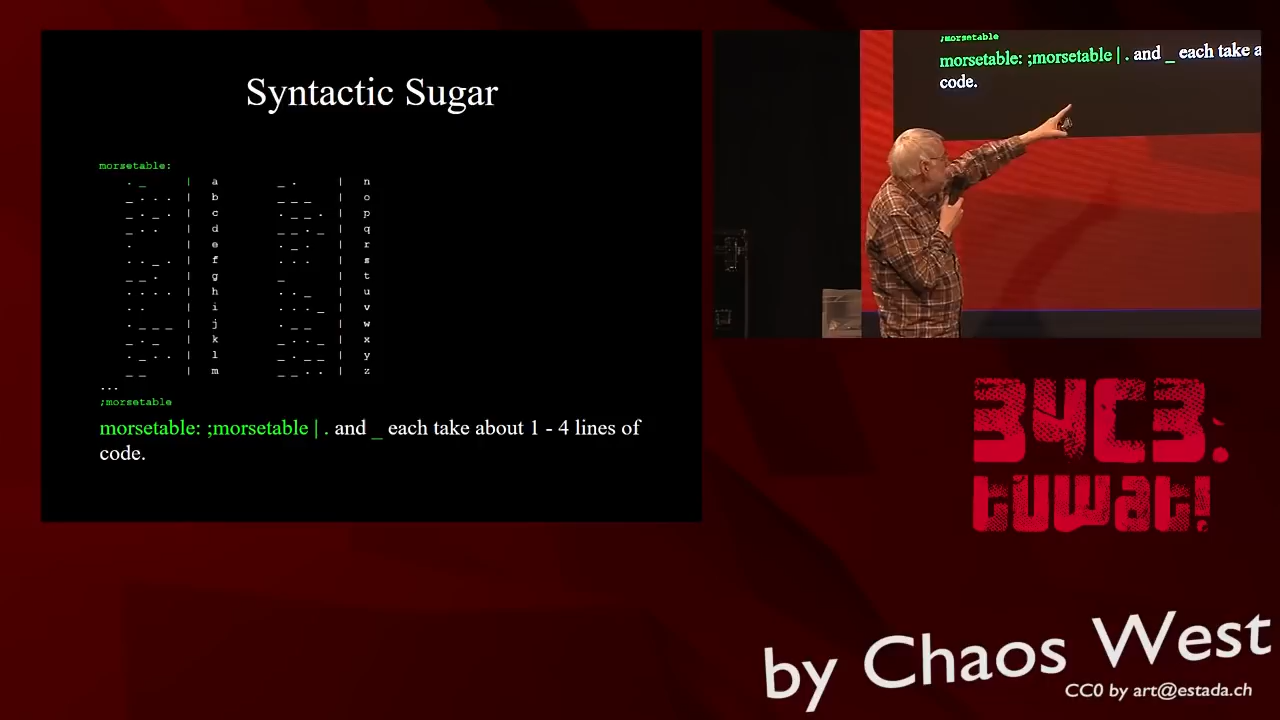 Syntactic Sugar
morsetable:
. _ | a _ . | n
_ . . . | b _ _ _ | o
_ . _ . | c . _ _ . | p
_ . . | d _ _ . _ | q
. | e . _ . | r
. . _ . | f . . . | s
_ _ . | g _ | t
. . . . | h . . _ | u
. . | i . . . _ | v
. _ _ _ | j . _ _ | w
_ . _ | k _ . . _ | x
. _ . . | l _ . _ _ | y
_ _ | m _ _ . . | z
...
;morsetable
morsetable: ;morsetable | . and _ each take about 1 - 4 lines of
code.
;morsetable
morsetable: ;morsetable | . and _ each take a
code.
34C3:
tuwat!
by Chaos West
CC0 by art@estada.ch